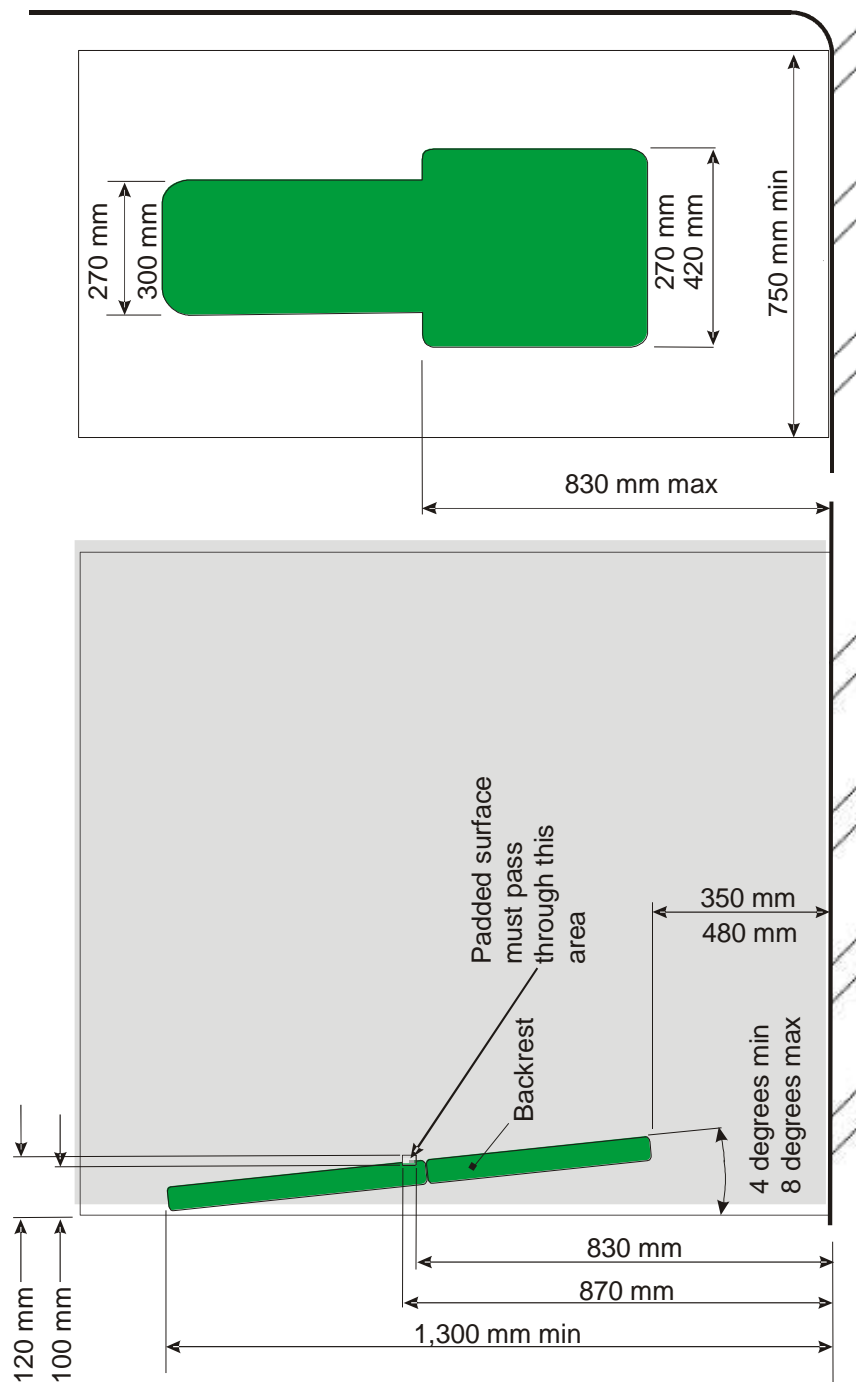 270 mm
300 mm
270 mm
420 mm
750 mm min
830 mm max
Padded surface
must pass
through this
area
Backrest
350 mm
480 mm
4 degrees min
8 degrees max
830 mm
870 mm
1,300 mm min
120 mm
100 mm